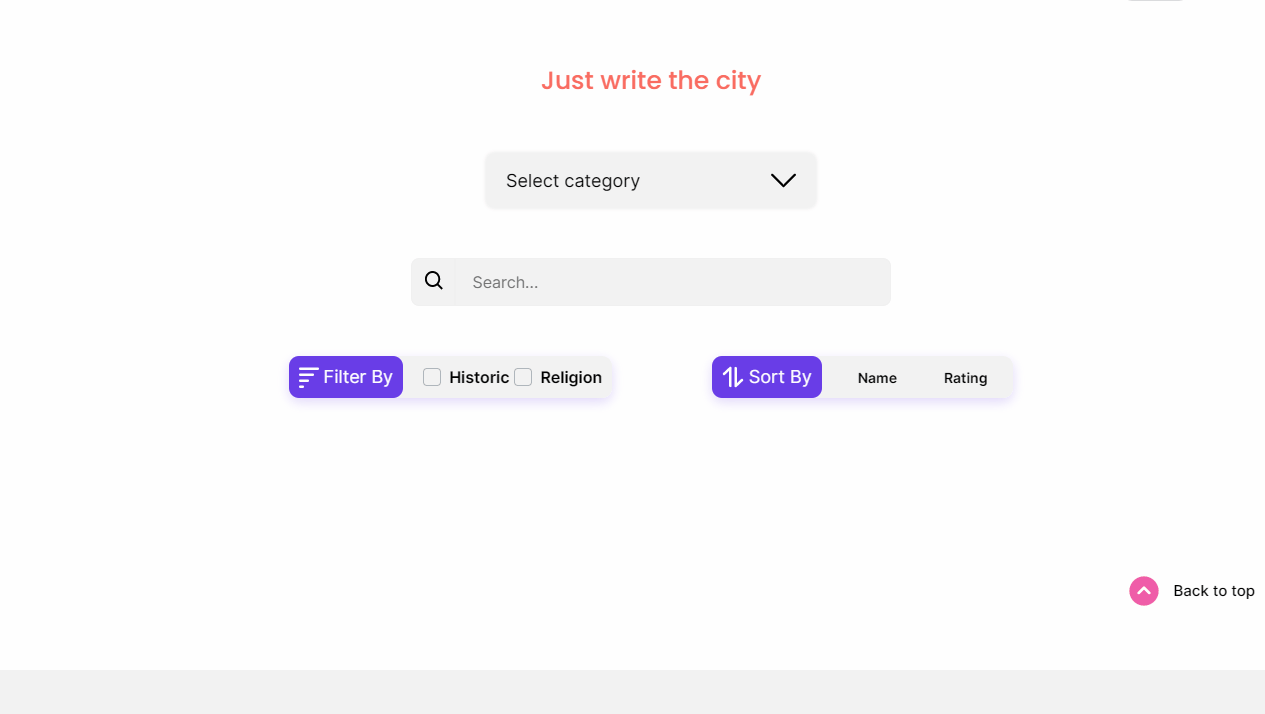 Just write the city
Select category
Search...
Filter By Historic Religion Sort By Name Rating
Back to top